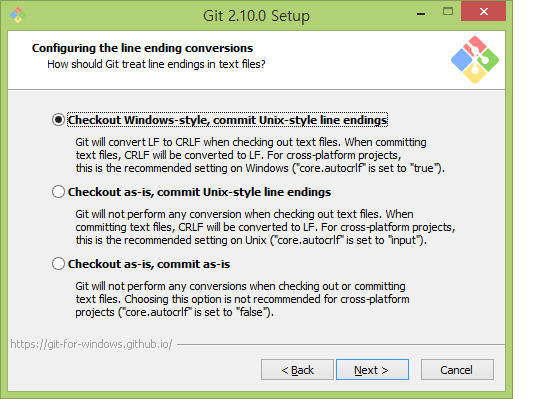 Git 2.10.0 Setup
Configuring the line ending conversions
How should Git treat line endings in text files?
Checkout Windows-style, commit Unix-style line endings
Git will convert LF to CRLF when checking out text files. When committing
text files, CRLF will be converted to LF. For cross-platform projects,
this is the recommended setting on Windows ("core.autocrlf" is set to "true").
Checkout as-is, commit Unix-style line endings
Git will not perform any conversion when checking out text files. When
committing text files, CRLF will be converted to LF. For cross-platform projects,
this is the recommended setting on Unix ("core.autocrlf" is set to "input").
Checkout as-is, commit as-is
Git will not perform any conversions when checking out or committing
text files. Choosing this option is not recommended for cross-platform
projects ("core.autocrlf" is set to "false").
https://git-for-windows.github.io/
< Back Next > Cancel